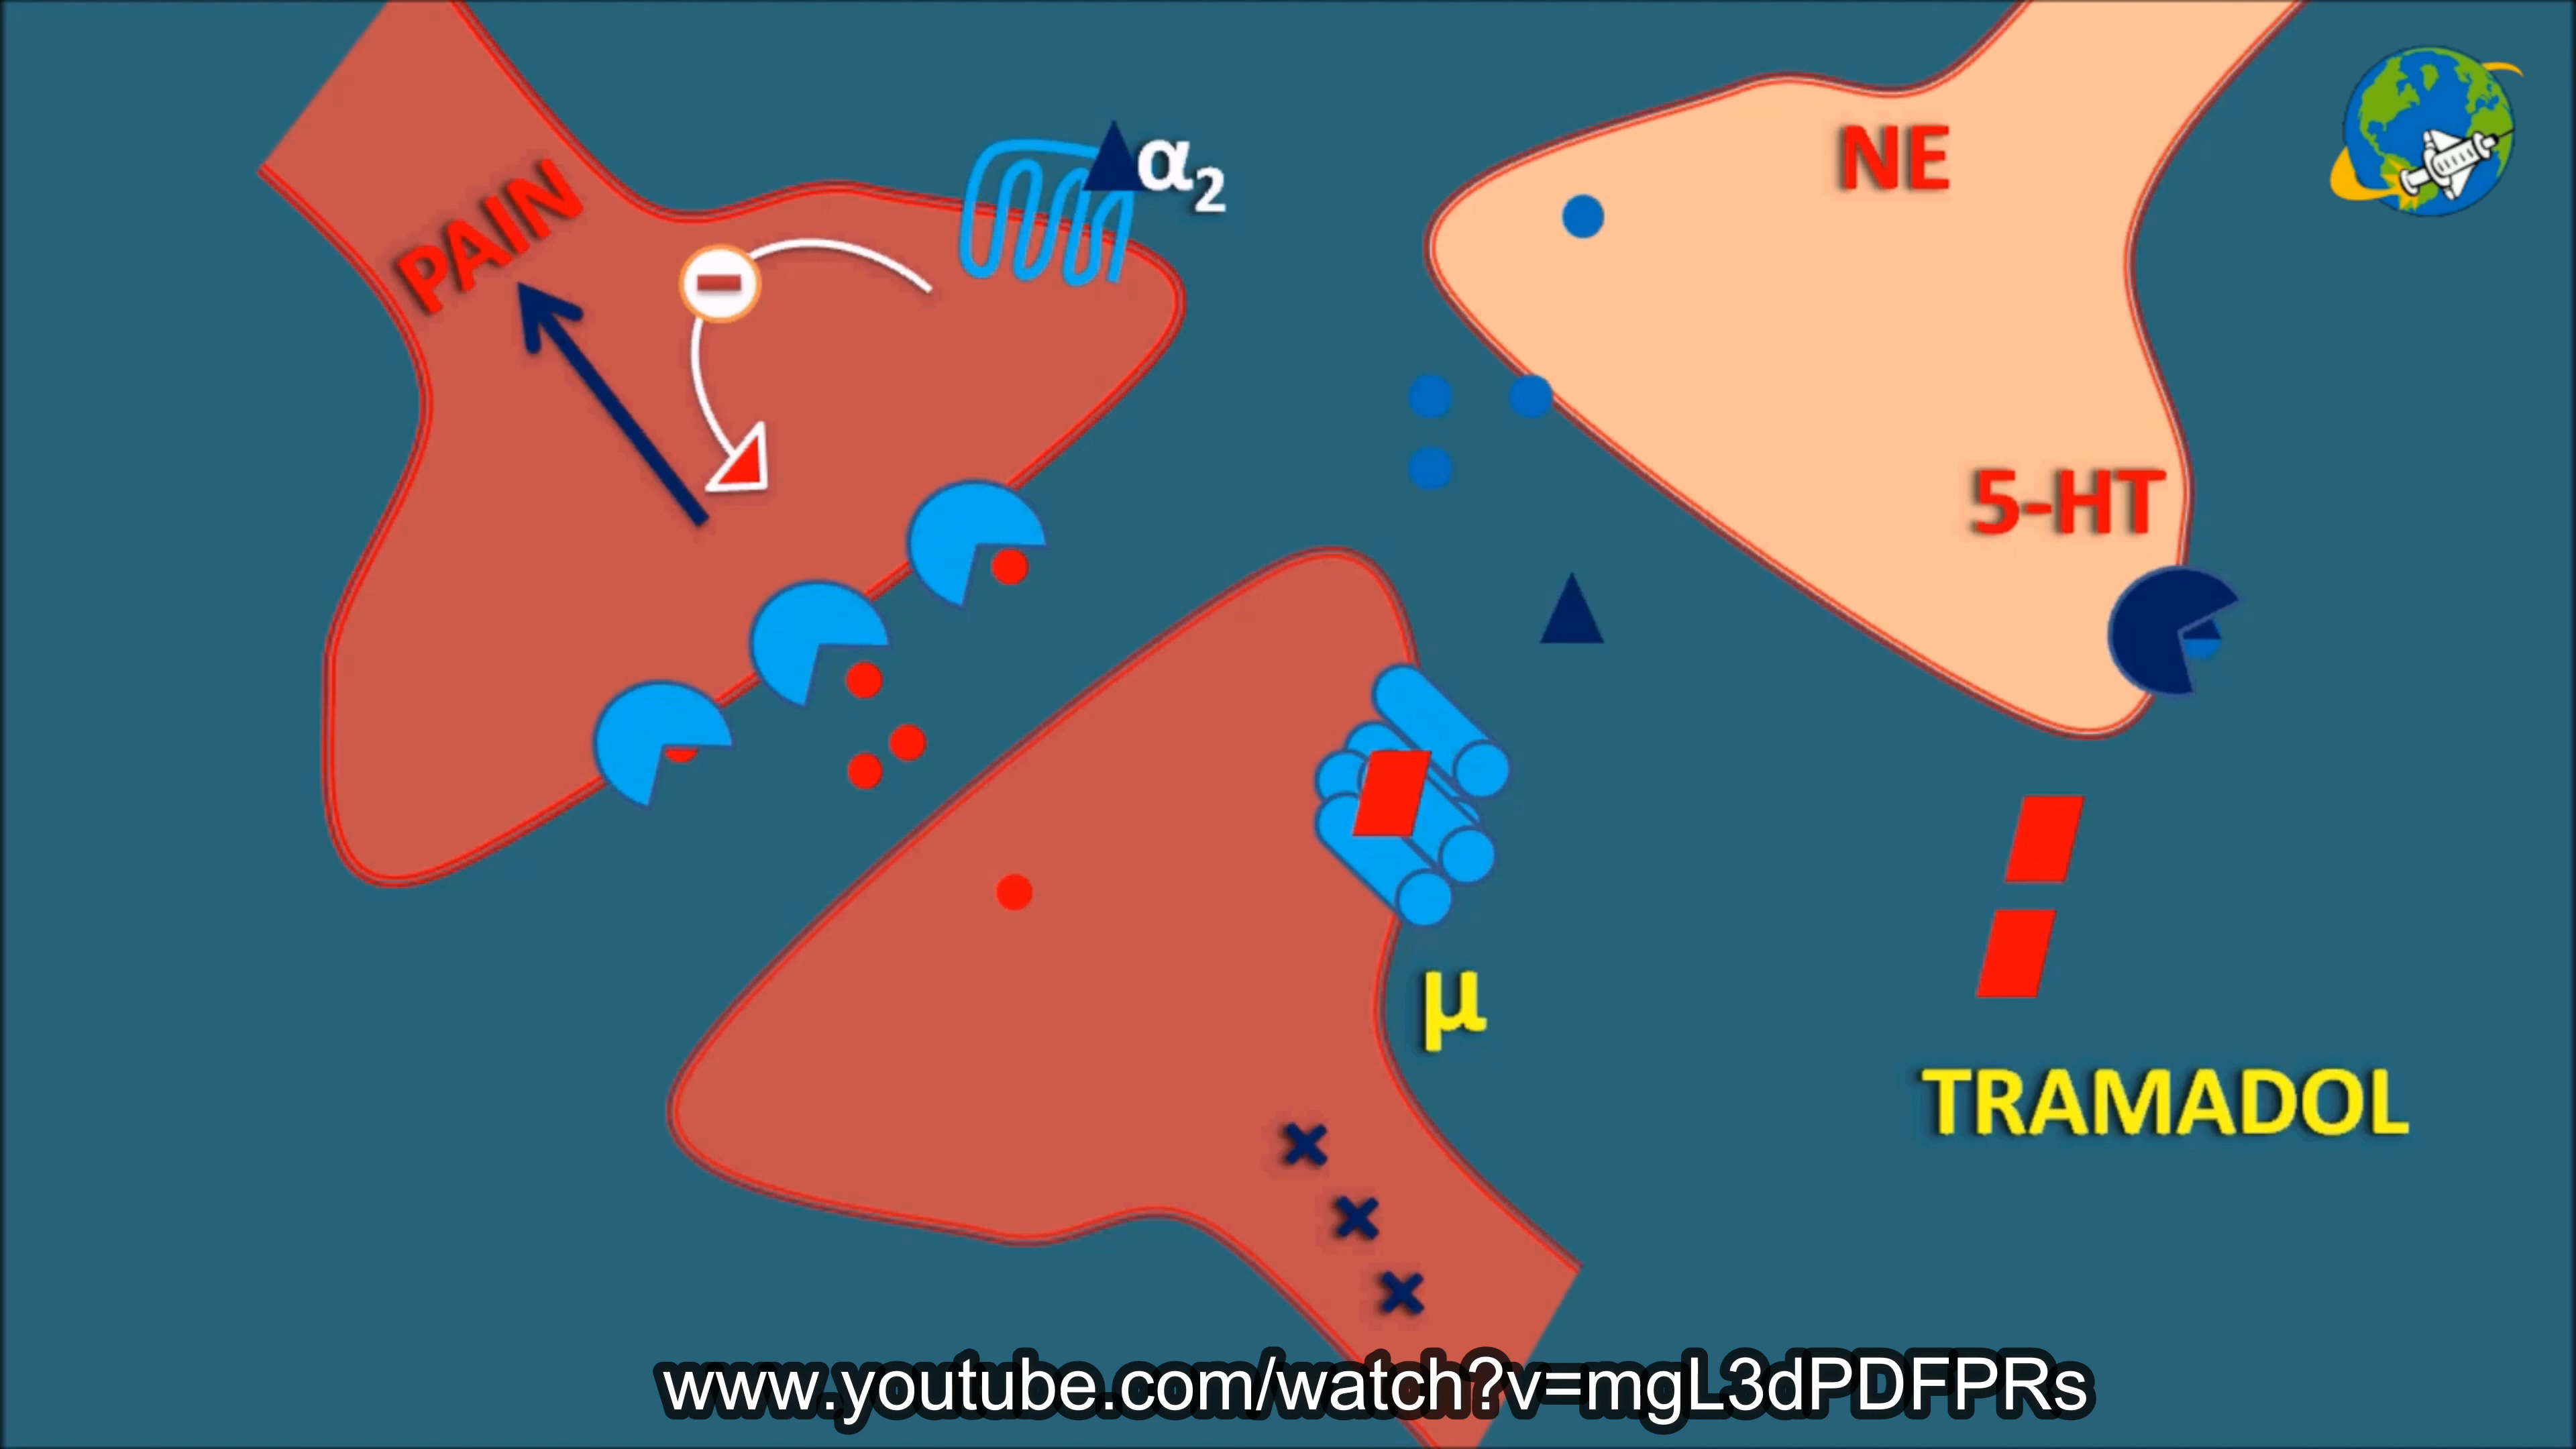 α₂
NE
PAIN
5-HT
μ
TRAMADOL
www.youtube.com/watch?v=mgL3dPDFPRs